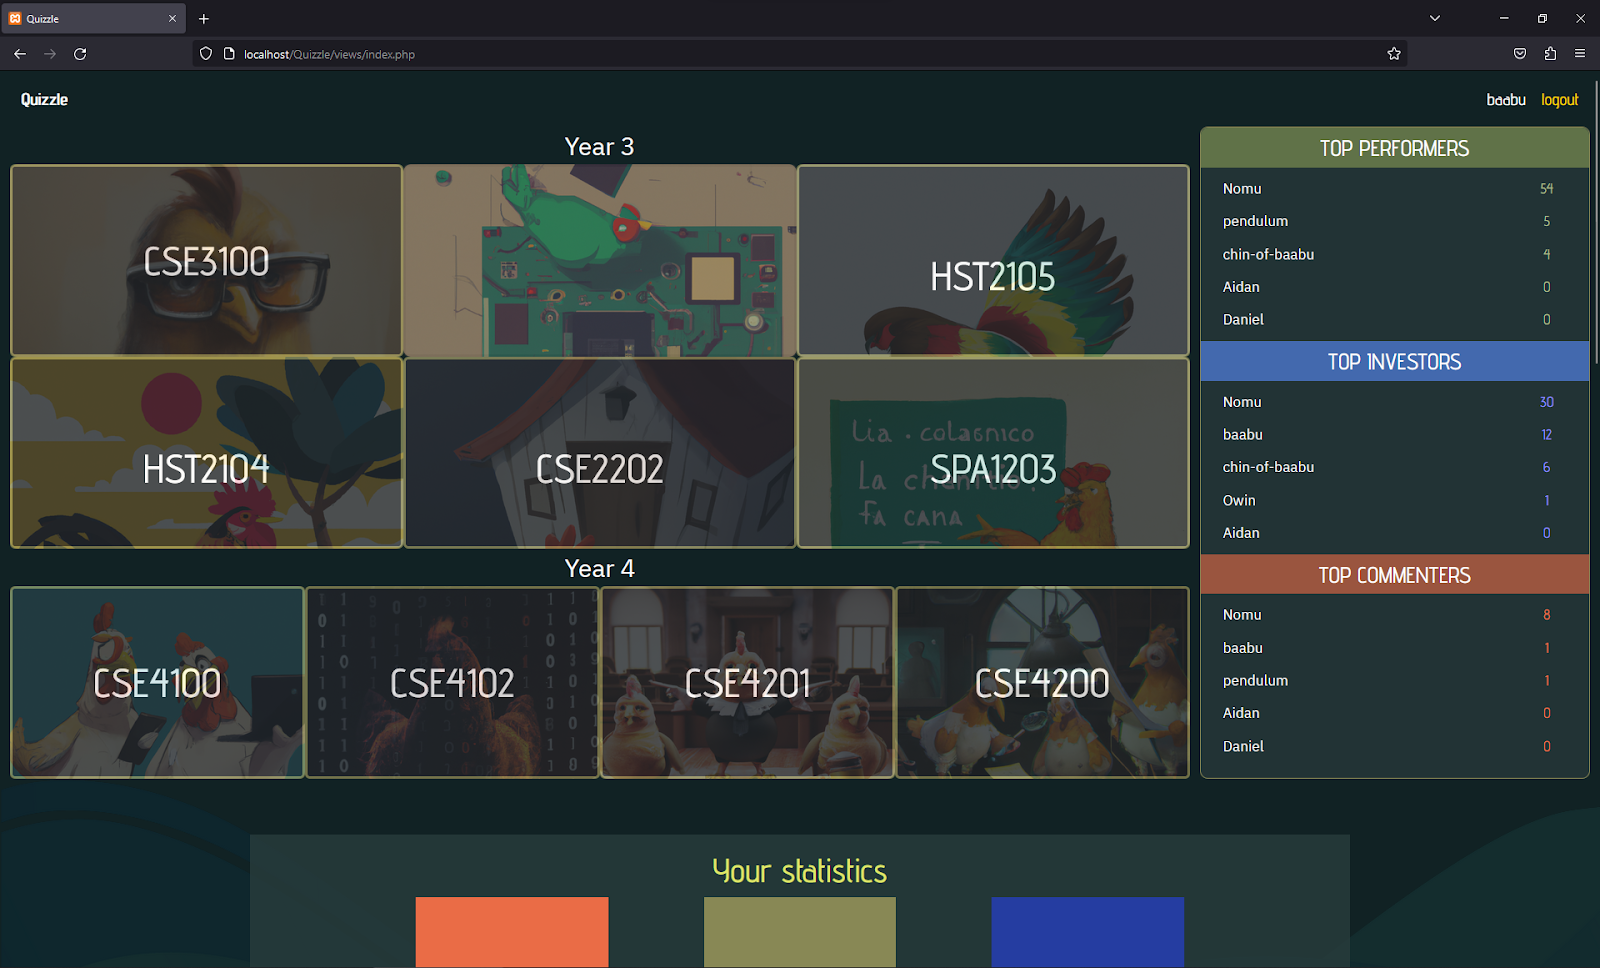 Quizzle
localhost/Quizzle/views/index.php
Quizzle
baabu logout
Year 3
CSE3100
HST2105
HST2104
CSE2202
Lia . colasnico
La
fa cana
SPA1203
Year 4
CSE4100
CSE4102
CSE4201
CSE4200
TOP PERFORMERS
Nomu 54
pendulum 5
chin-of-baabu 4
Aidan 0
Daniel 0
TOP INVESTORS
Nomu 30
baabu 12
chin-of-baabu 6
Owin 1
Aidan 0
TOP COMMENTERS
Nomu 8
baabu 1
pendulum 1
Aidan 0
Daniel 0
Your statistics